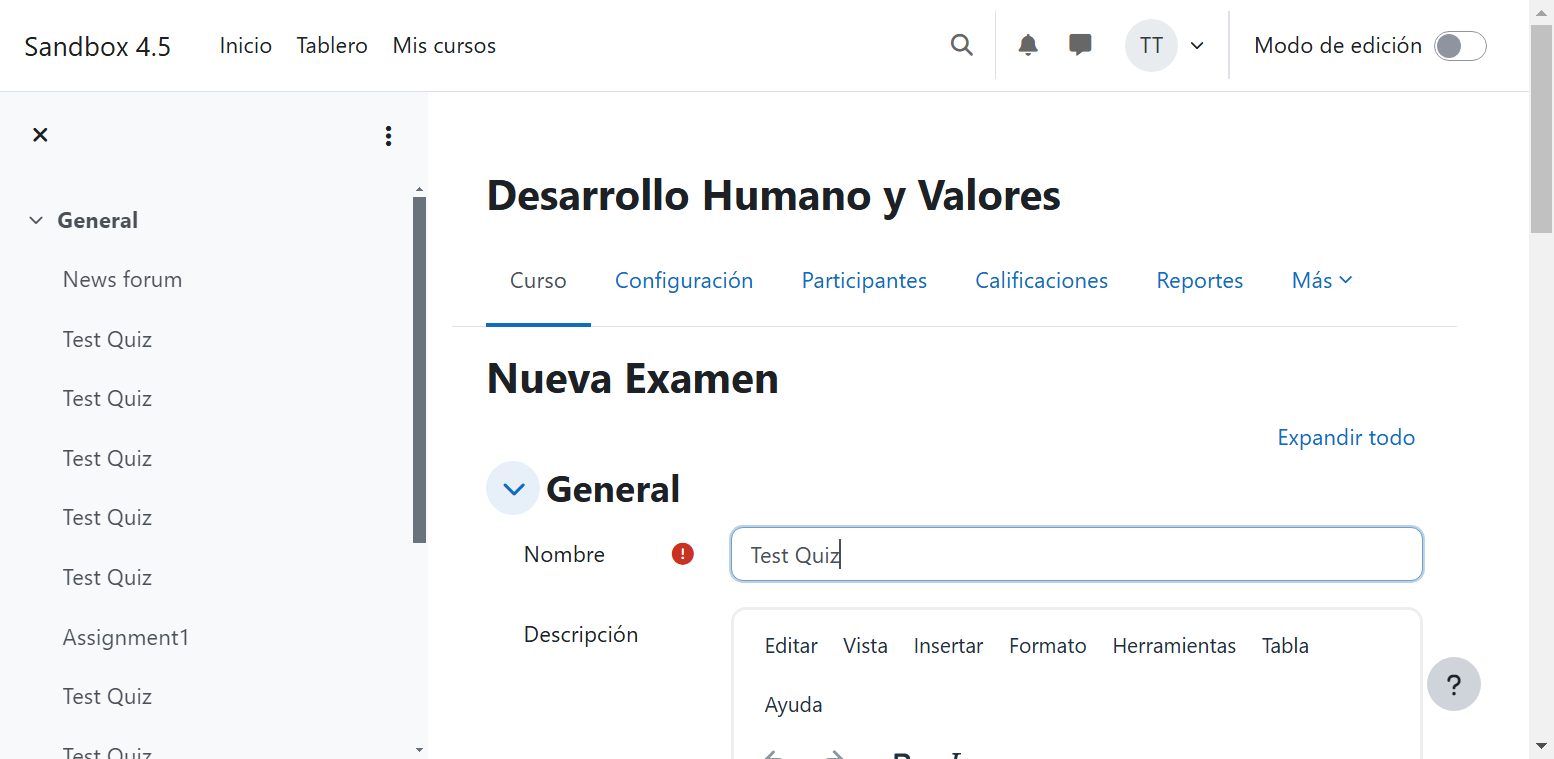 Sandbox 4.5 Inicio Tablero Mis cursos TT Modo de edición
General
News forum
Test Quiz
Test Quiz
Test Quiz
Test Quiz
Test Quiz
Assignment1
Test Quiz
Test Quiz
Desarrollo Humano y Valores
Curso Configuración Participantes Calificaciones Reportes Más
Nueva Examen
Expandir todo
General
Nombre Test Quiz
Descripción
Editar Vista Insertar Formato Herramientas Tabla
Ayuda
B I
?